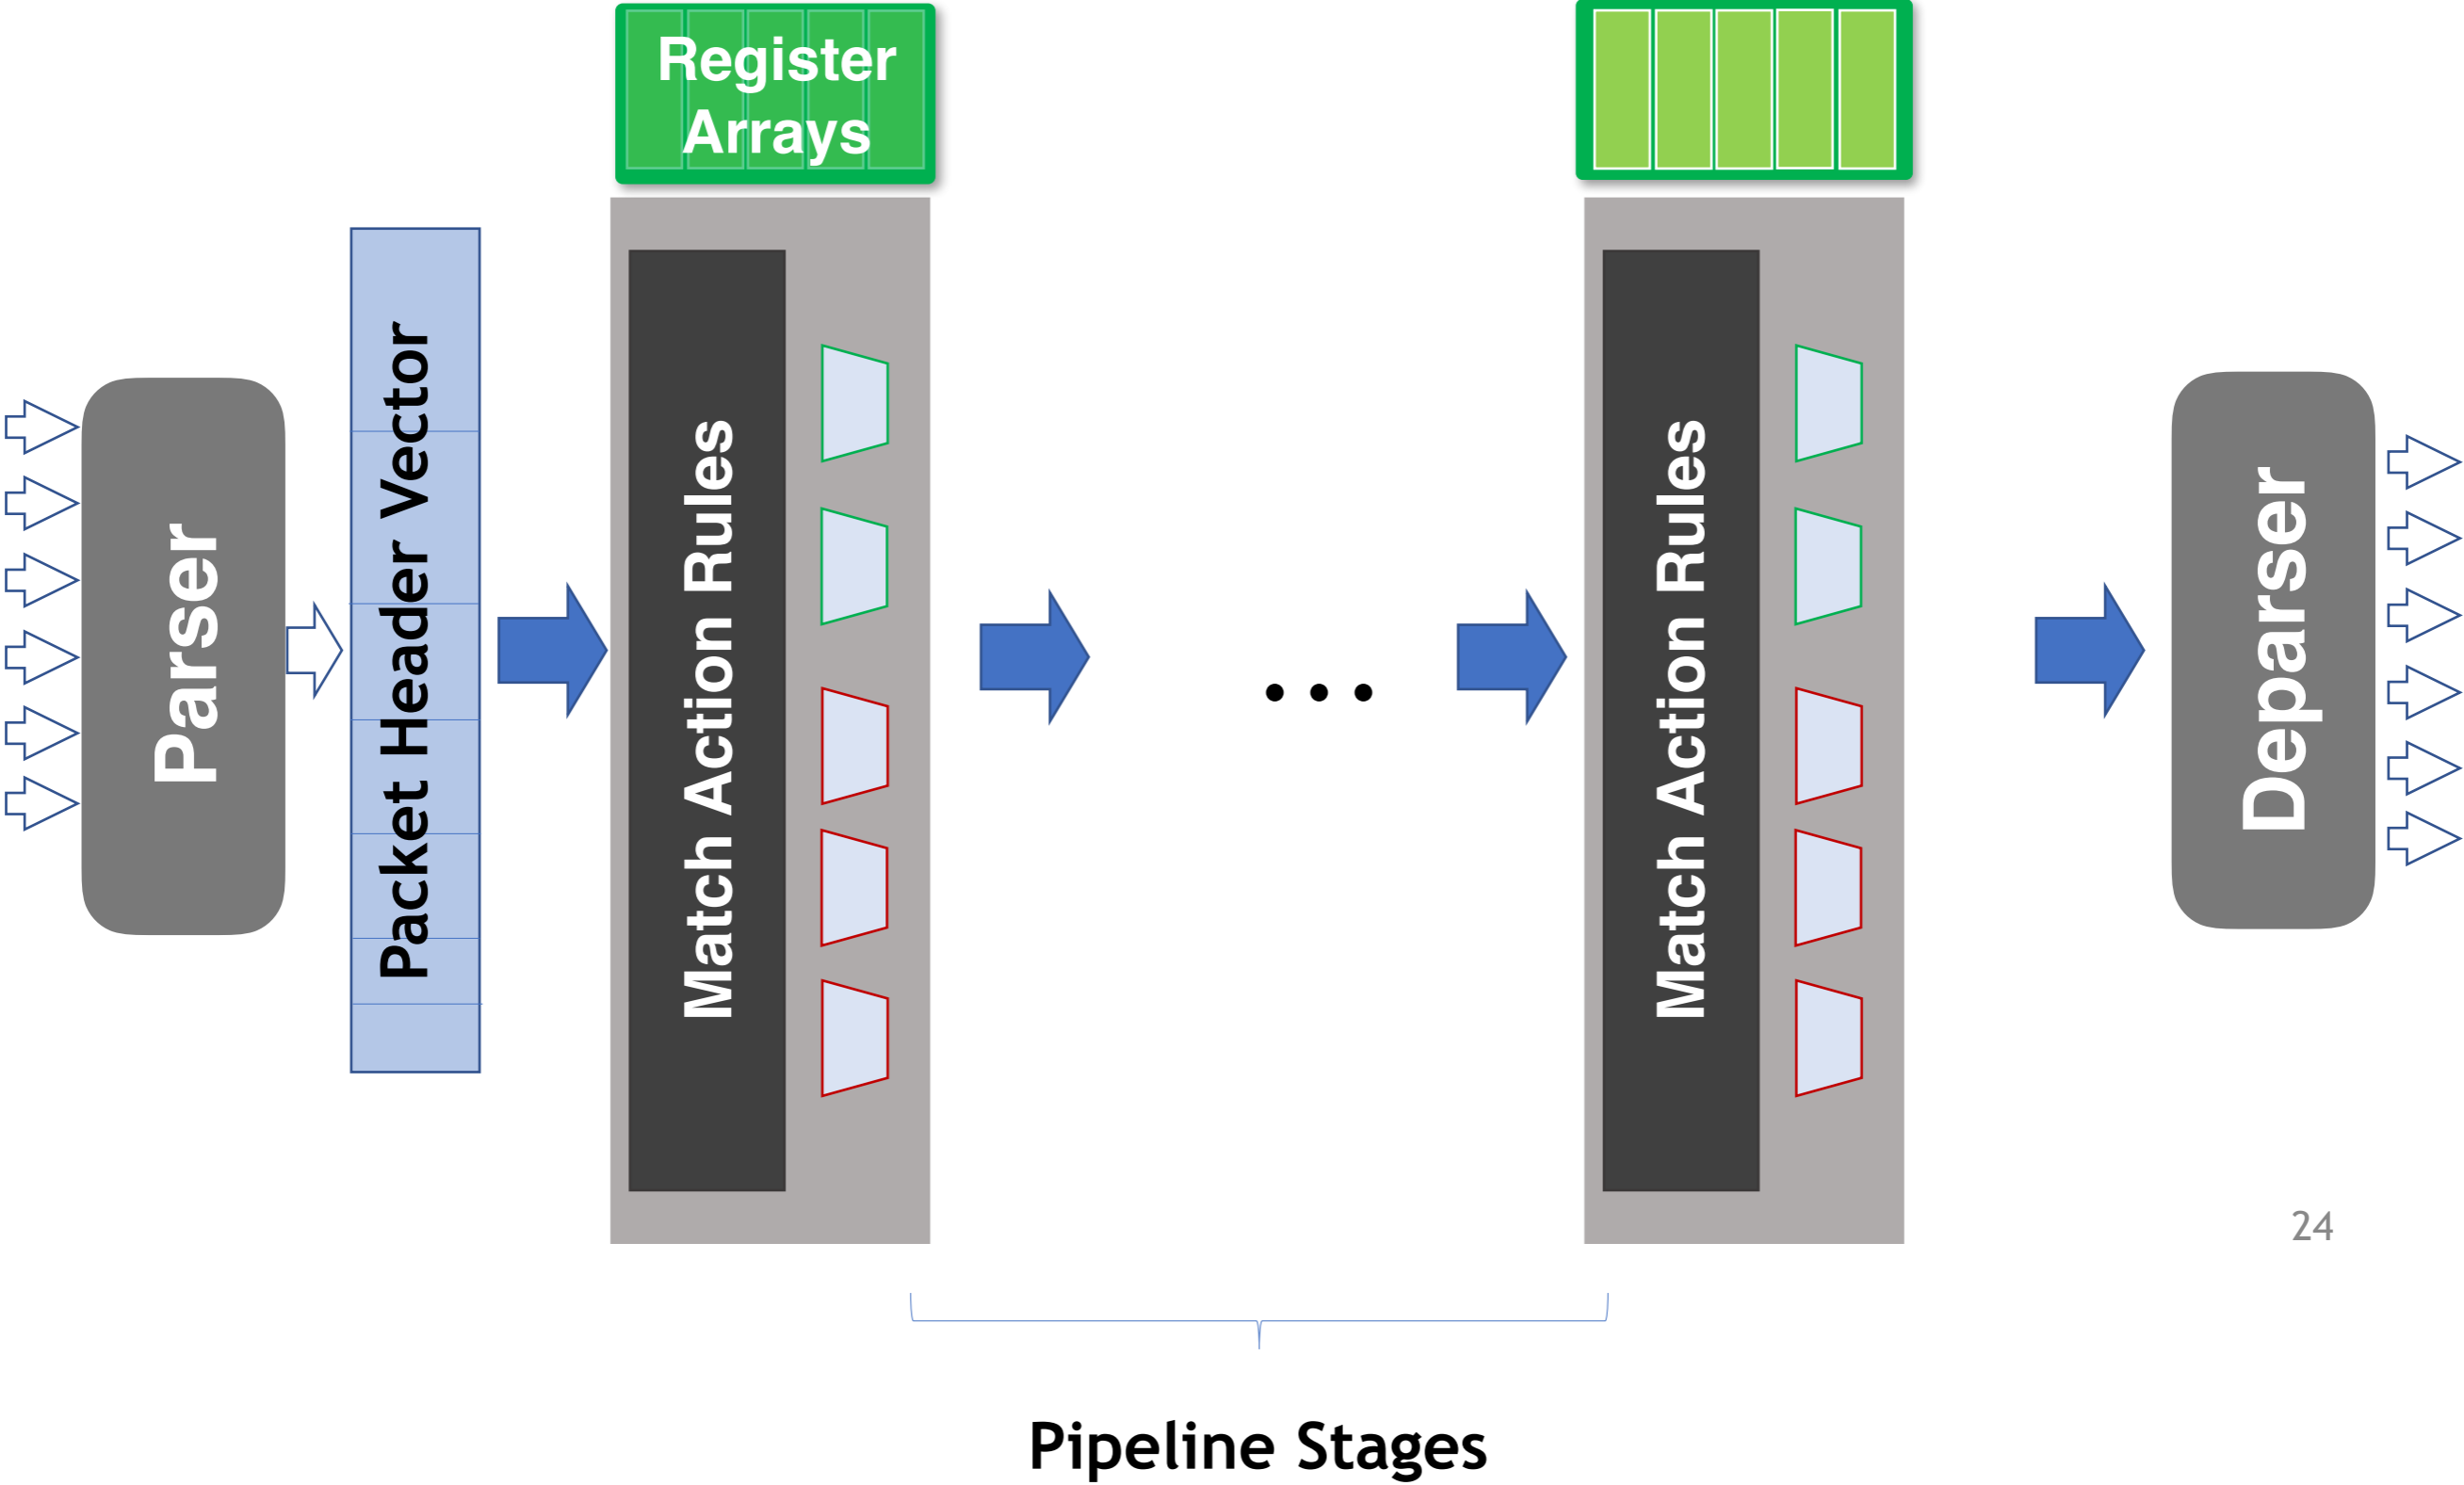 Register
Arrays
Parser
Packet Header Vector
Match Action Rules
...
Match Action Rules
Deparser
24
Pipeline Stages